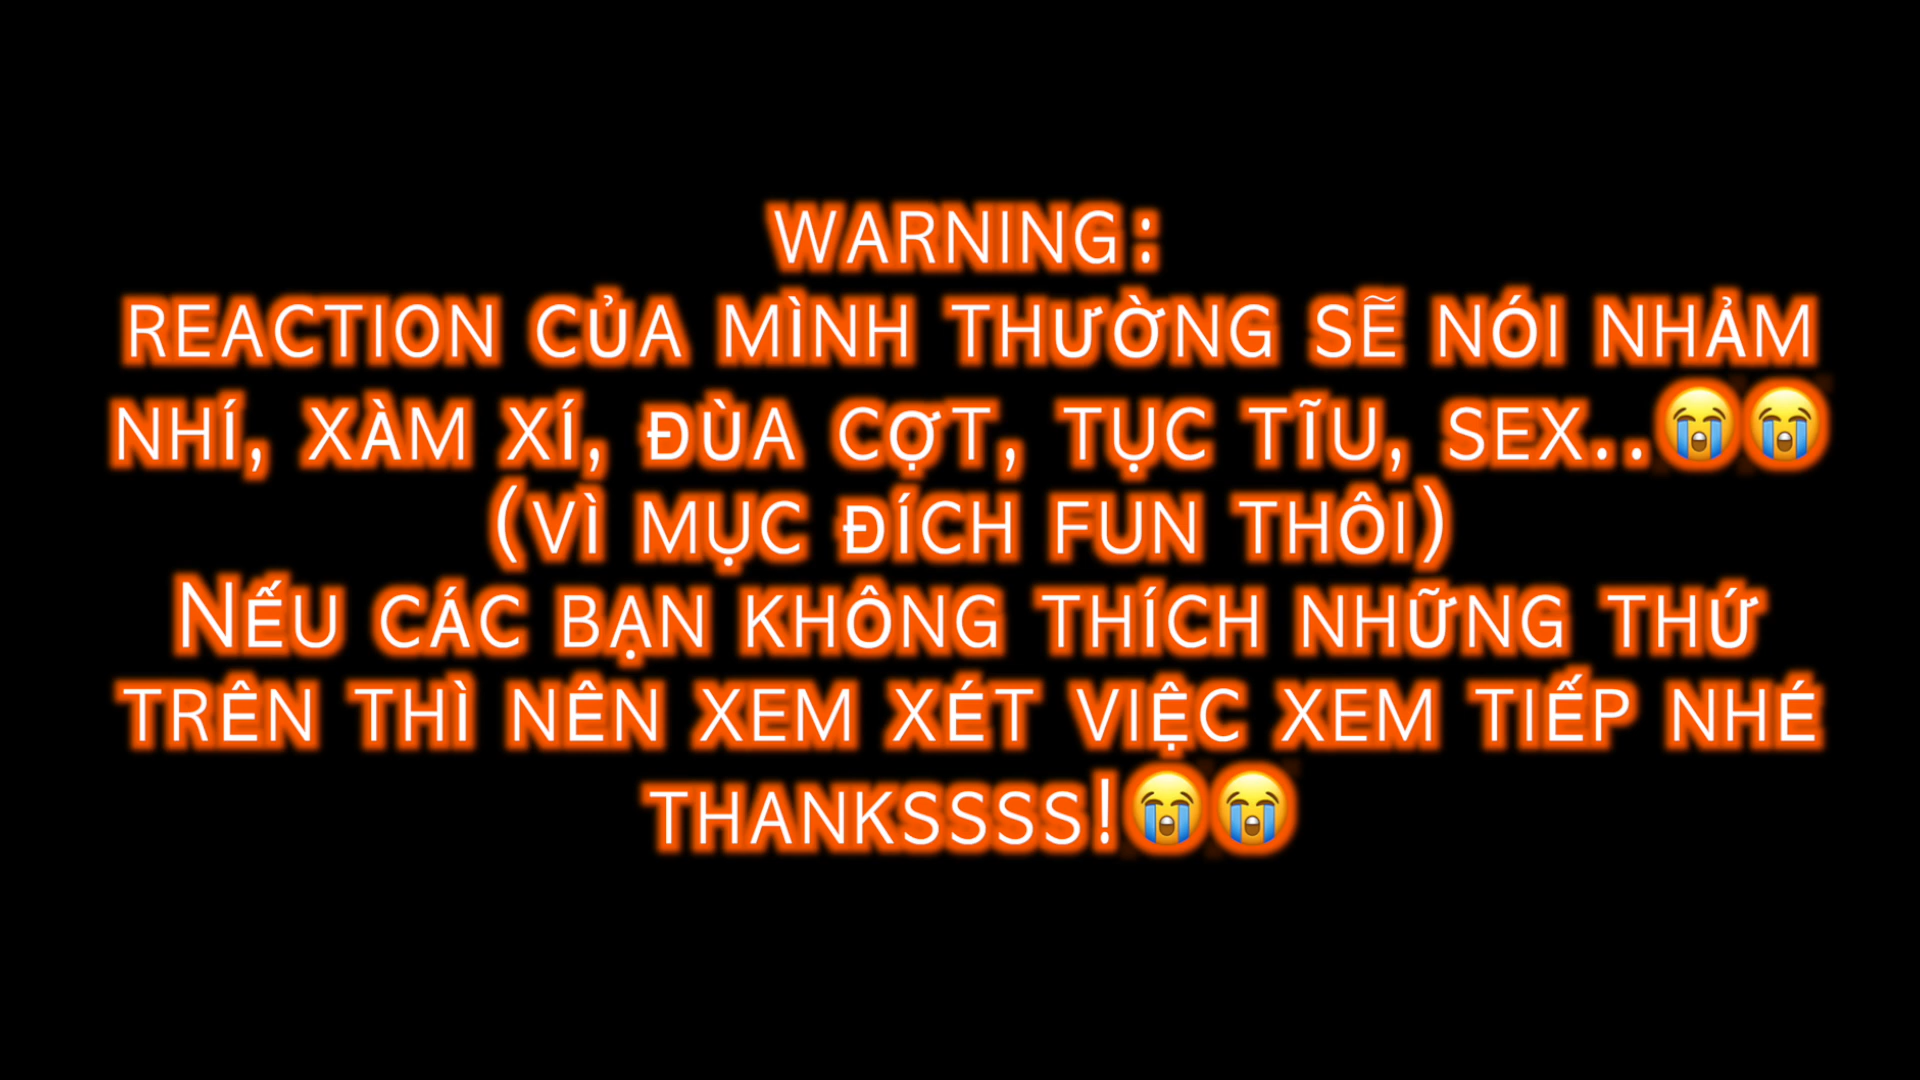 WARNING:
REACTION CỦA MÌNH THƯỜNG SẼ NÓI NHẢM
NHÍ, XÀM XÍ, ĐÙA CỢT, TỤC TĨU, SEX..😭😭
(VÌ MỤC ĐÍCH FUN THÔI)
NẾU CÁC BẠN KHÔNG THÍCH NHỮNG THỨ
TRÊN THÌ NÊN XEM XÉT VIỆC XEM TIẾP NHÉ
THANKSSSS!😭😭